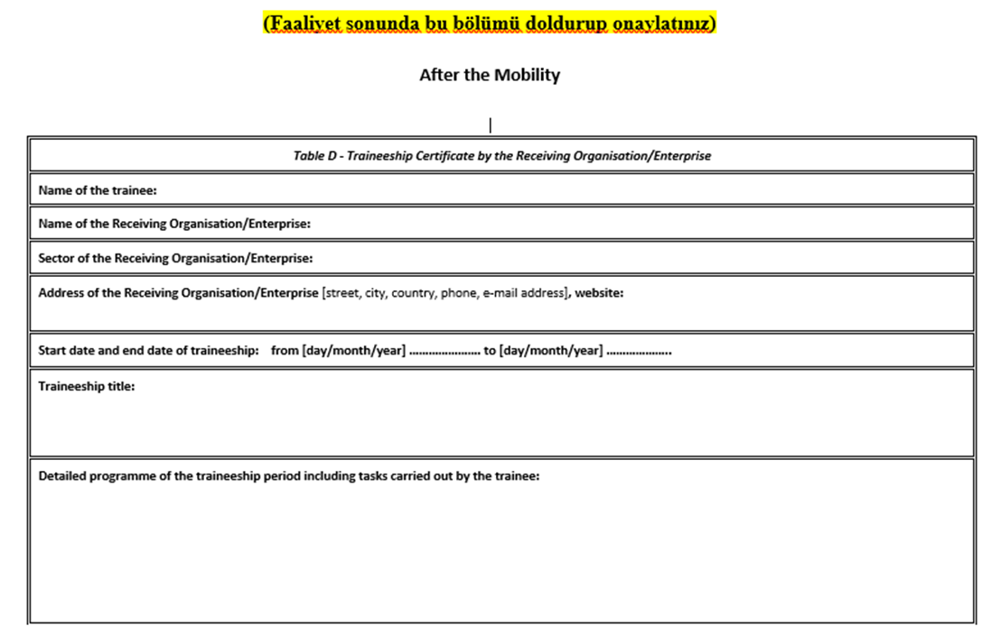 (Faaliyet sonunda bu bölümü doldurup onaylatınız)
After the Mobility
Table D - Traineeship Certificate by the Receiving Organisation/Enterprise
Name of the trainee:
Name of the Receiving Organisation/Enterprise:
Sector of the Receiving Organisation/Enterprise:
Address of the Receiving Organisation/Enterprise [street, city, country, phone, e-mail address], website:
Start date and end date of traineeship: from [day/month/year] ...................... to [day/month/year] ....................
Traineeship title:
Detailed programme of the traineeship period including tasks carried out by the trainee: